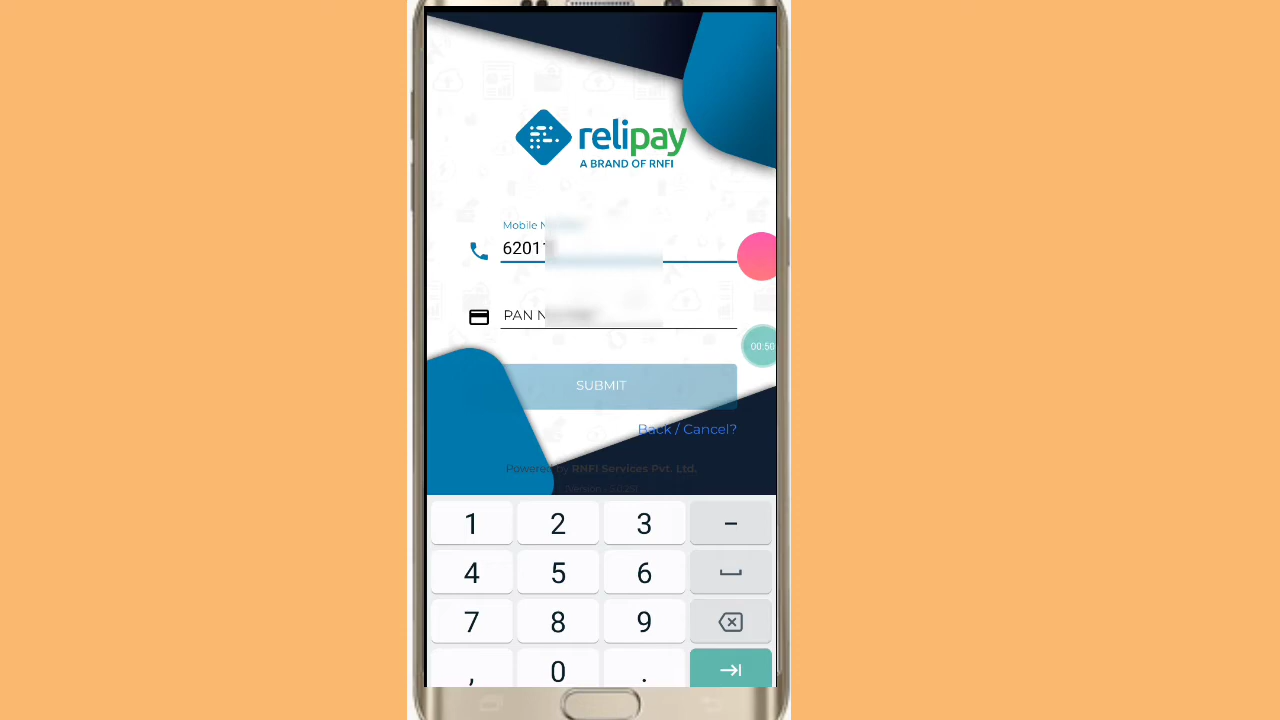 relipay
A BRAND OF RNFI
Mobile
6201
00:50
PAN
SUBMIT
Back / Cancel?
Powered By RNFI Services Pvt. Ltd.
1 2 3 -
4 5 6
7 8 9
, 0 .